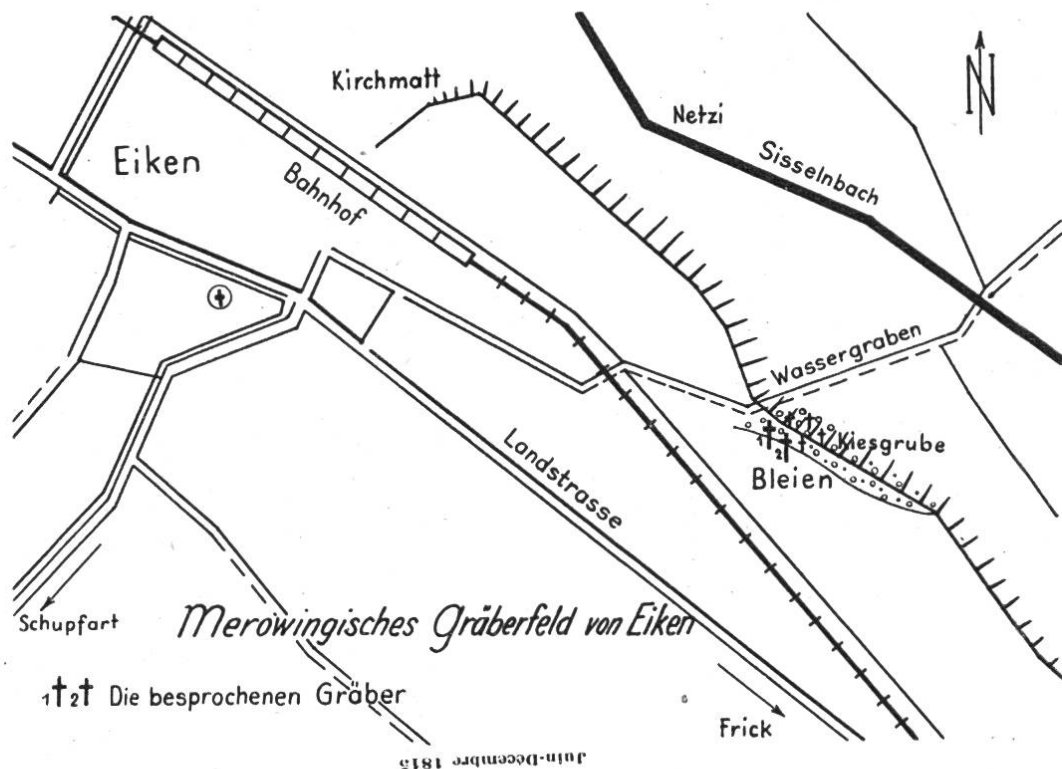 Kirchmatt
N
Netzi
Sisselnbach
Eiken
Bahnhof
Wassergraben
1 2 Kiesgrube
Bleien
Landstrasse
Schupfart
Merowingisches Gräberfeld von Eiken
1†2† Die besprochenen Gräber
Frick
Juin-Décembre 1815